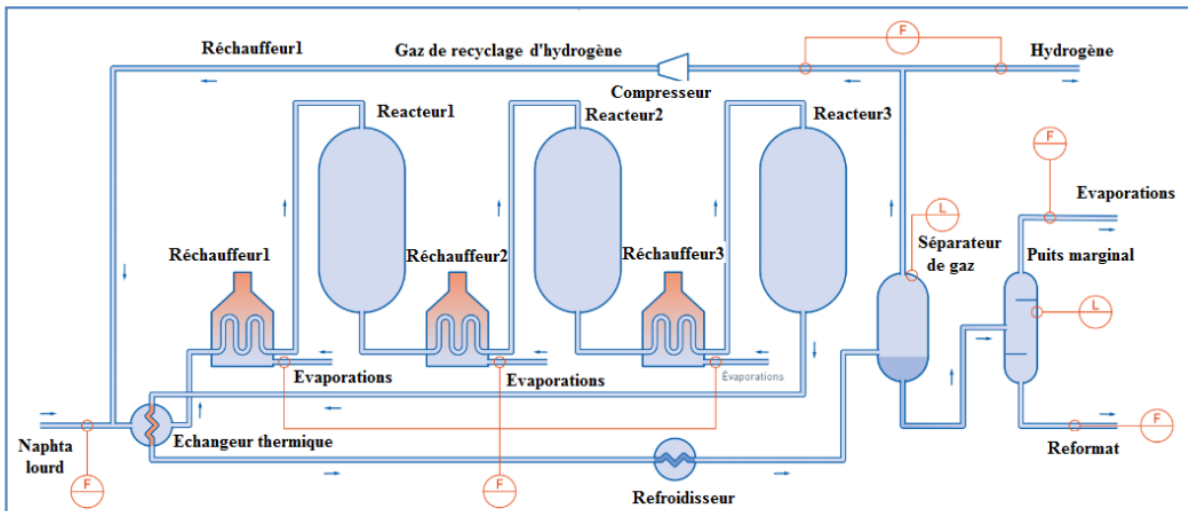 F
Réchauffeur1
Gaz de recyclage d'hydrogène
Hydrogène
Compresseur
Reacteur1
Reacteur2
Reacteur3
F
Evaporations
L
Réchauffeur1
Réchauffeur2
Réchauffeur3
Séparateur
de gaz
Puits marginal
L
Evaporations
Evaporations
Évaporations
Naphta
lourd
Echangeur thermique
F
Reformat
F
F
Refroidisseur